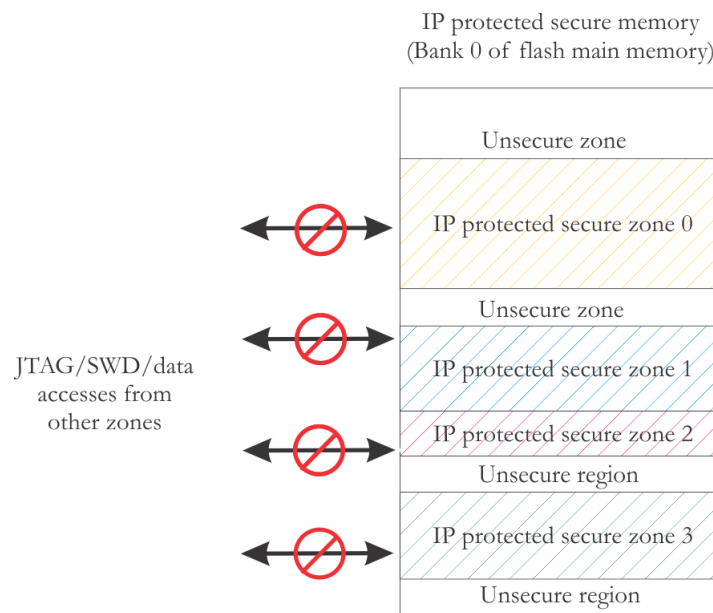 IP protected secure memory
(Bank 0 of flash main memory)
Unsecure zone
IP protected secure zone 0
Unsecure zone
JTAG/SWD/data
accesses from
other zones
IP protected secure zone 1
IP protected secure zone 2
Unsecure region
IP protected secure zone 3
Unsecure region